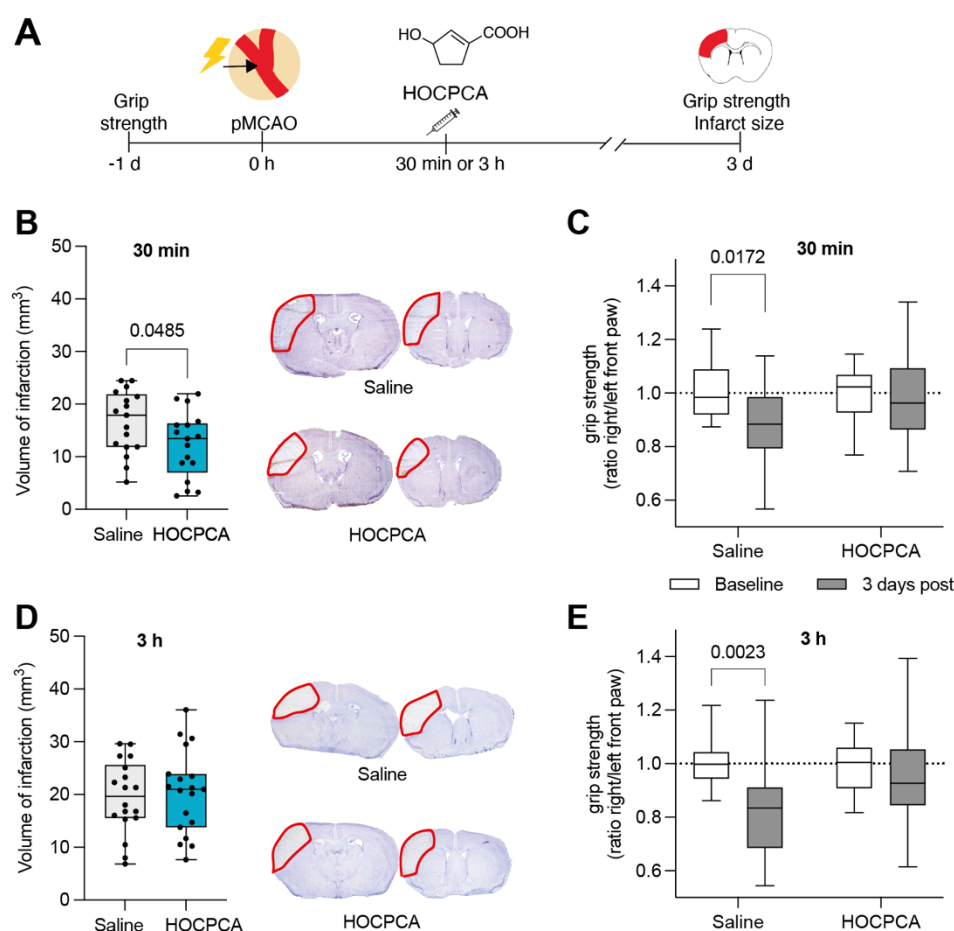 A
HO
COOH
HOCPCA
Grip
strength
pMCAO
Grip strength
Infarct size
-1 d
0 h
30 min or 3 h
3 d
B
30 min
Volume of infarction (mm³)
50
40
30
20
10
0
0.0485
Saline
HOCPCA
Saline
HOCPCA
C
30 min
grip strength
(ratio right/left front paw)
1.4
1.2
1.0
0.8
0.6
0.0172
Saline
HOCPCA
Baseline
3 days post
D
3 h
Volume of infarction (mm³)
50
40
30
20
10
0
Saline
HOCPCA
Saline
HOCPCA
E
3 h
grip strength
(ratio right/left front paw)
1.4
1.2
1.0
0.8
0.6
0.0023
Saline
HOCPCA